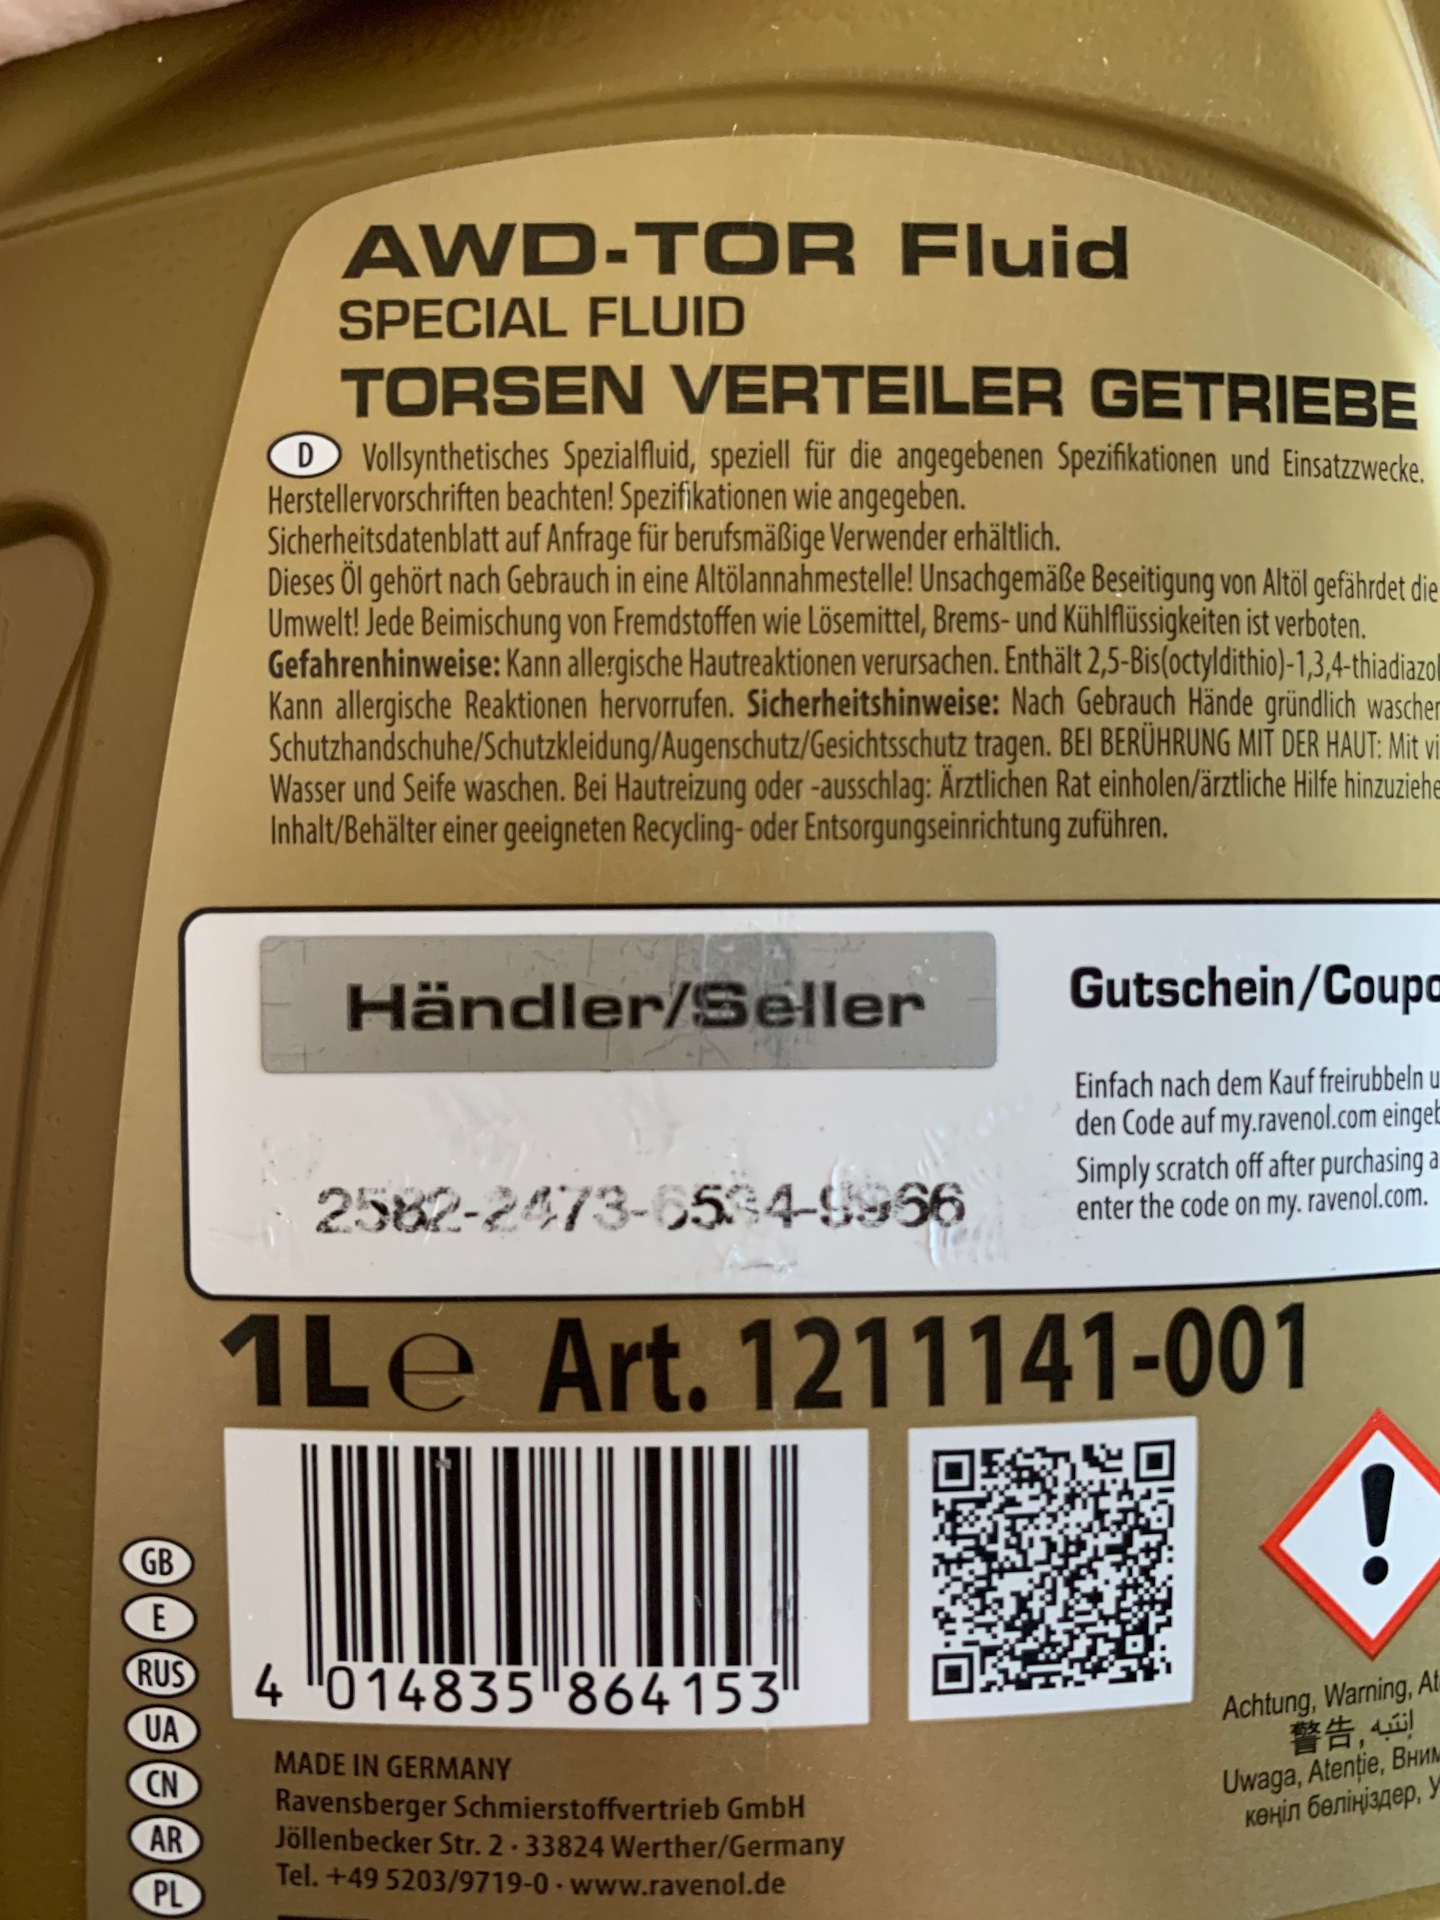 AWD-TOR Fluid
SPECIAL FLUID
TORSEN VERTEILER GETRIEBE
D Vollsynthetisches Spezialfluid, speziell für die angegebenen Spezifikationen und Einsatzzwecke.
Herstellervorschriften beachten! Spezifikationen wie angegeben.
Sicherheitsdatenblatt auf Anfrage für berufsmäßige Verwender erhältlich.
Dieses Öl gehört nach Gebrauch in eine Altölannahmestelle! Unsachgemäße Beseitigung von Altöl gefährdet die
Umwelt! Jede Beimischung von Fremdstoffen wie Lösemittel, Brems- und Kühlflüssigkeiten ist verboten.
Gefahrenhinweise: Kann allergische Hautreaktionen verursachen. Enthält 2,5-Bis(octyldithio)-1,3,4-thiadiazol
Kann allergische Reaktionen hervorrufen. Sicherheitshinweise: Nach Gebrauch Hände gründlich
Schutzhandschuhe/Schutzkleidung/Augenschutz/Gesichtsschutz tragen. BEI BERÜHRUNG MIT DER HAUT: Mit
Wasser und Seife waschen. Bei Hautreizung oder -ausschlag: Ärztlichen Rat einholen/ärztliche Hilfe
Inhalt/Behälter einer geeigneten Recycling- oder Entsorgungseinrichtung zuführen.
Händler/Seller
Gutschein/Coupo
Einfach nach dem Kauf freirubbeln
den Code auf my.ravenol.com
Simply scratch off after purchasing
enter the code on my. ravenol.com.
1L e Art. 1211141-001
4 014835 864153
GB
E
RUS
UA
CN
AR
PL
Achtung, Warning,
警告, إنتبه
Uwaga, Atenție,
көңіл бөліңіздер,
MADE IN GERMANY
Ravensberger Schmierstoffvertrieb GmbH
Jöllenbecker Str. 2 · 33824 Werther/Germany
Tel. +49 5203/9719-0 · www.ravenol.de